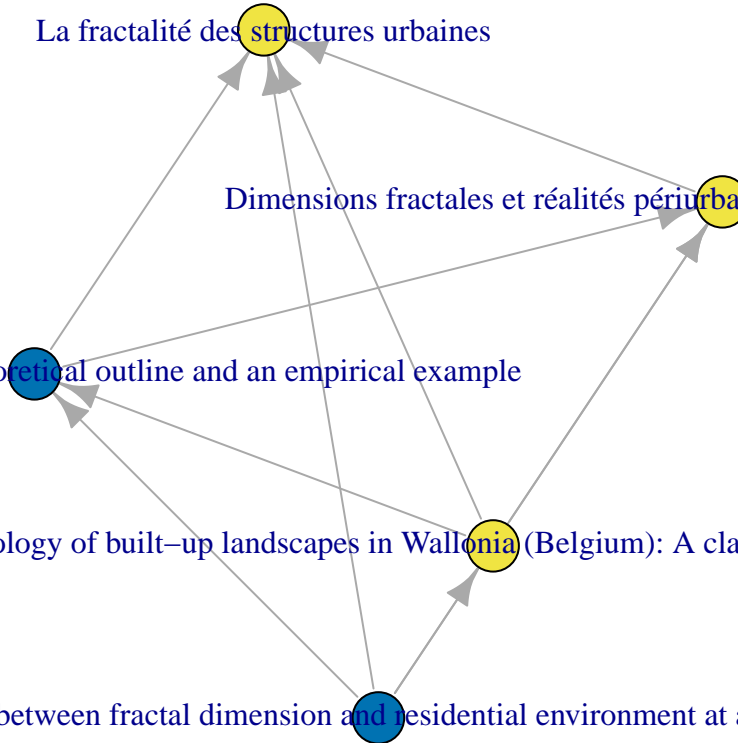 La fractalité des structures urbaines
Dimensions fractales et réalités périurba
oretical outline and an empirical example
ology of built−up landscapes in Wallonia (Belgium): A cla
between fractal dimension and residential environment at a